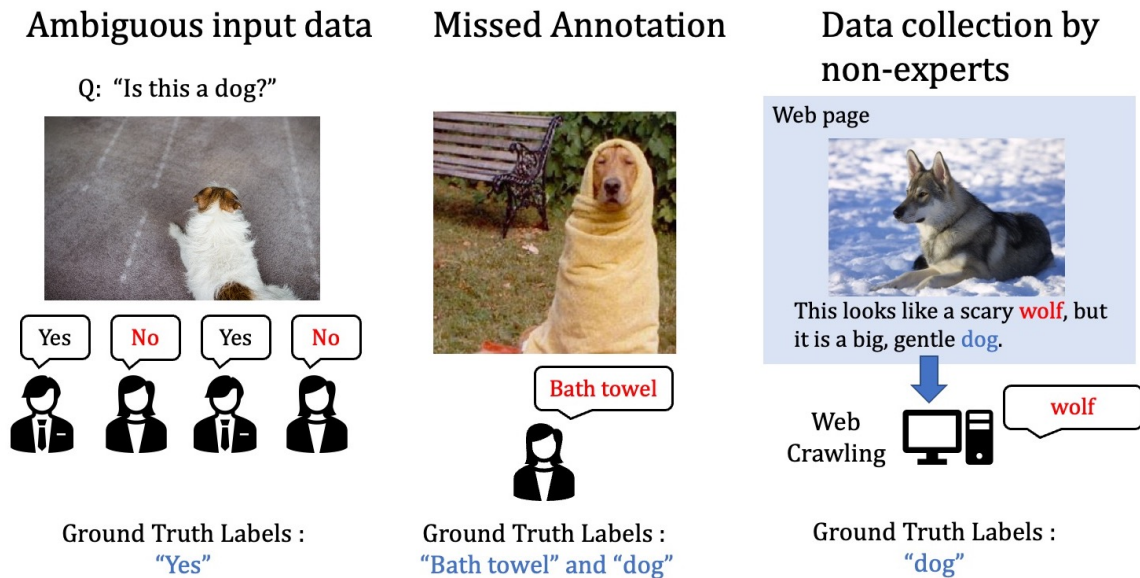 Ambiguous input data
Q: “Is this a dog?”
Yes
No
Yes
No
Ground Truth Labels :
“Yes”
Missed Annotation
Bath towel
Ground Truth Labels :
“Bath towel” and “dog”
Data collection by
non-experts
Web page
This looks like a scary wolf, but
it is a big, gentle dog.
Web
Crawling
wolf
Ground Truth Labels :
“dog”